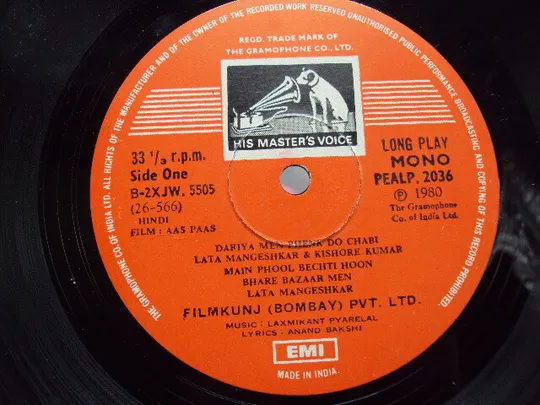 THE GRAMOPHONE CO. OF INDIA LTD. ALL RIGHTS OF THE MANUFACTURER AND OF THE OWNER OF THE RECORDED WORK RESERVED UNAUTHORISED PUBLIC PERFORMANCE BROADCASTING AND COPYING OF THIS RECORD PROHIBITED.
REGD. TRADE MARK OF
THE GRAMOPHONE CO., LTD.
HIS MASTER'S VOICE
33 1/3 r.p.m.
Side One
B-2XJW. 5505
(26-566)
HINDI
FILM : AAS PAAS
LONG PLAY
MONO
PEALP. 2036
Ⓟ 1980
The Gramophone
Co. of India Ltd.
DARIYA MEN PHENK DO CHABI
LATA MANGESHKAR & KISHORE KUMAR
MAIN PHOOL BECHTI HOON
BHARE BAZAAR MEN
LATA MANGESHKAR
FILMKUNJ (BOMBAY) PVT. LTD.
MUSIC : LAXMIKANT PYARELAL
LYRICS : ANAND BAKSHI
EMI
MADE IN INDIA.